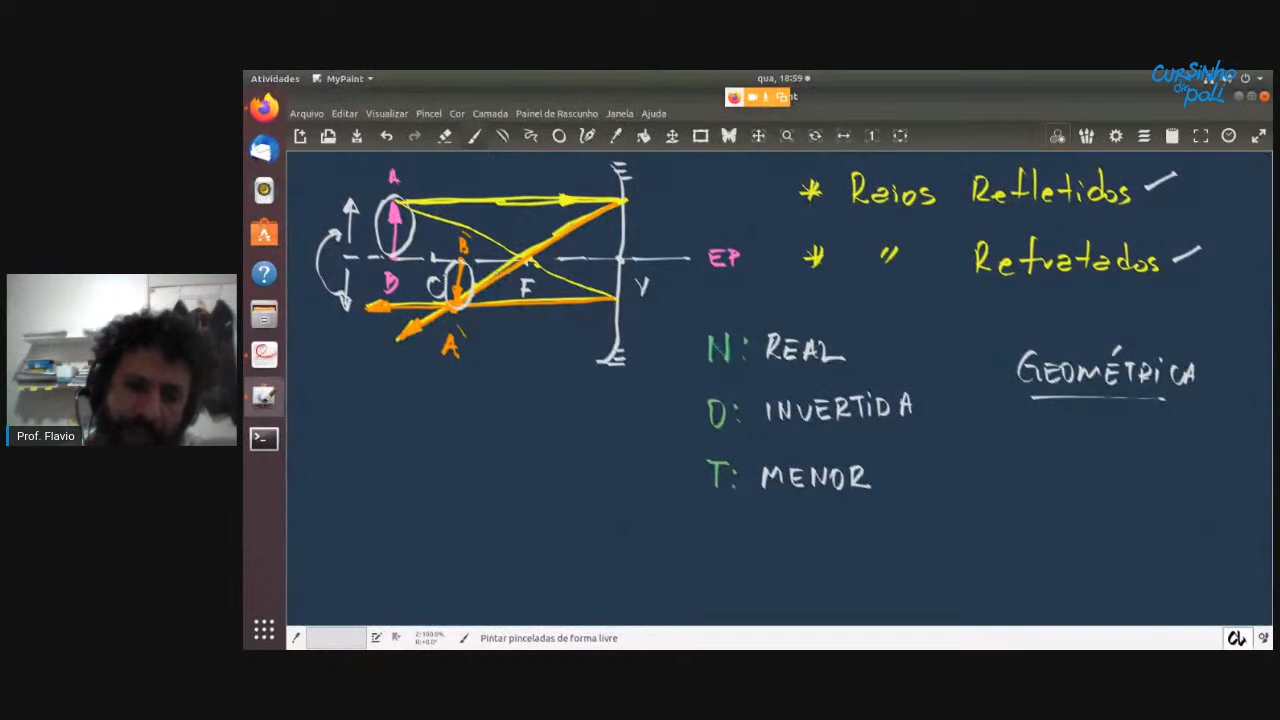 CURSINHO
da
POLI
Atividades MyPaint qua, 18:59
Arquivo Editar Visualizar Pincel Cor Camada Painel de Rascunho Janela Ajuda
A
* Raios Refletidos
B'
EP
* " Refratados
B C F V
A'
N: REAL
GEOMÉTRICA
O: INVERTIDA
T: MENOR
Prof. Flavio
Pintar pinceladas de forma livre